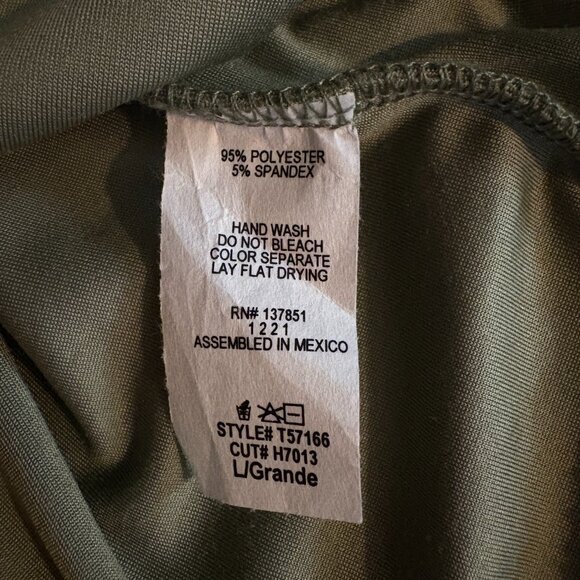 95% POLYESTER
5% SPANDEX
HAND WASH
DO NOT BLEACH
COLOR SEPARATE
LAY FLAT DRYING
RN# 137851
1 2 2 1
ASSEMBLED IN MEXICO
STYLE# T57166
CUT# H7013
L/Grande